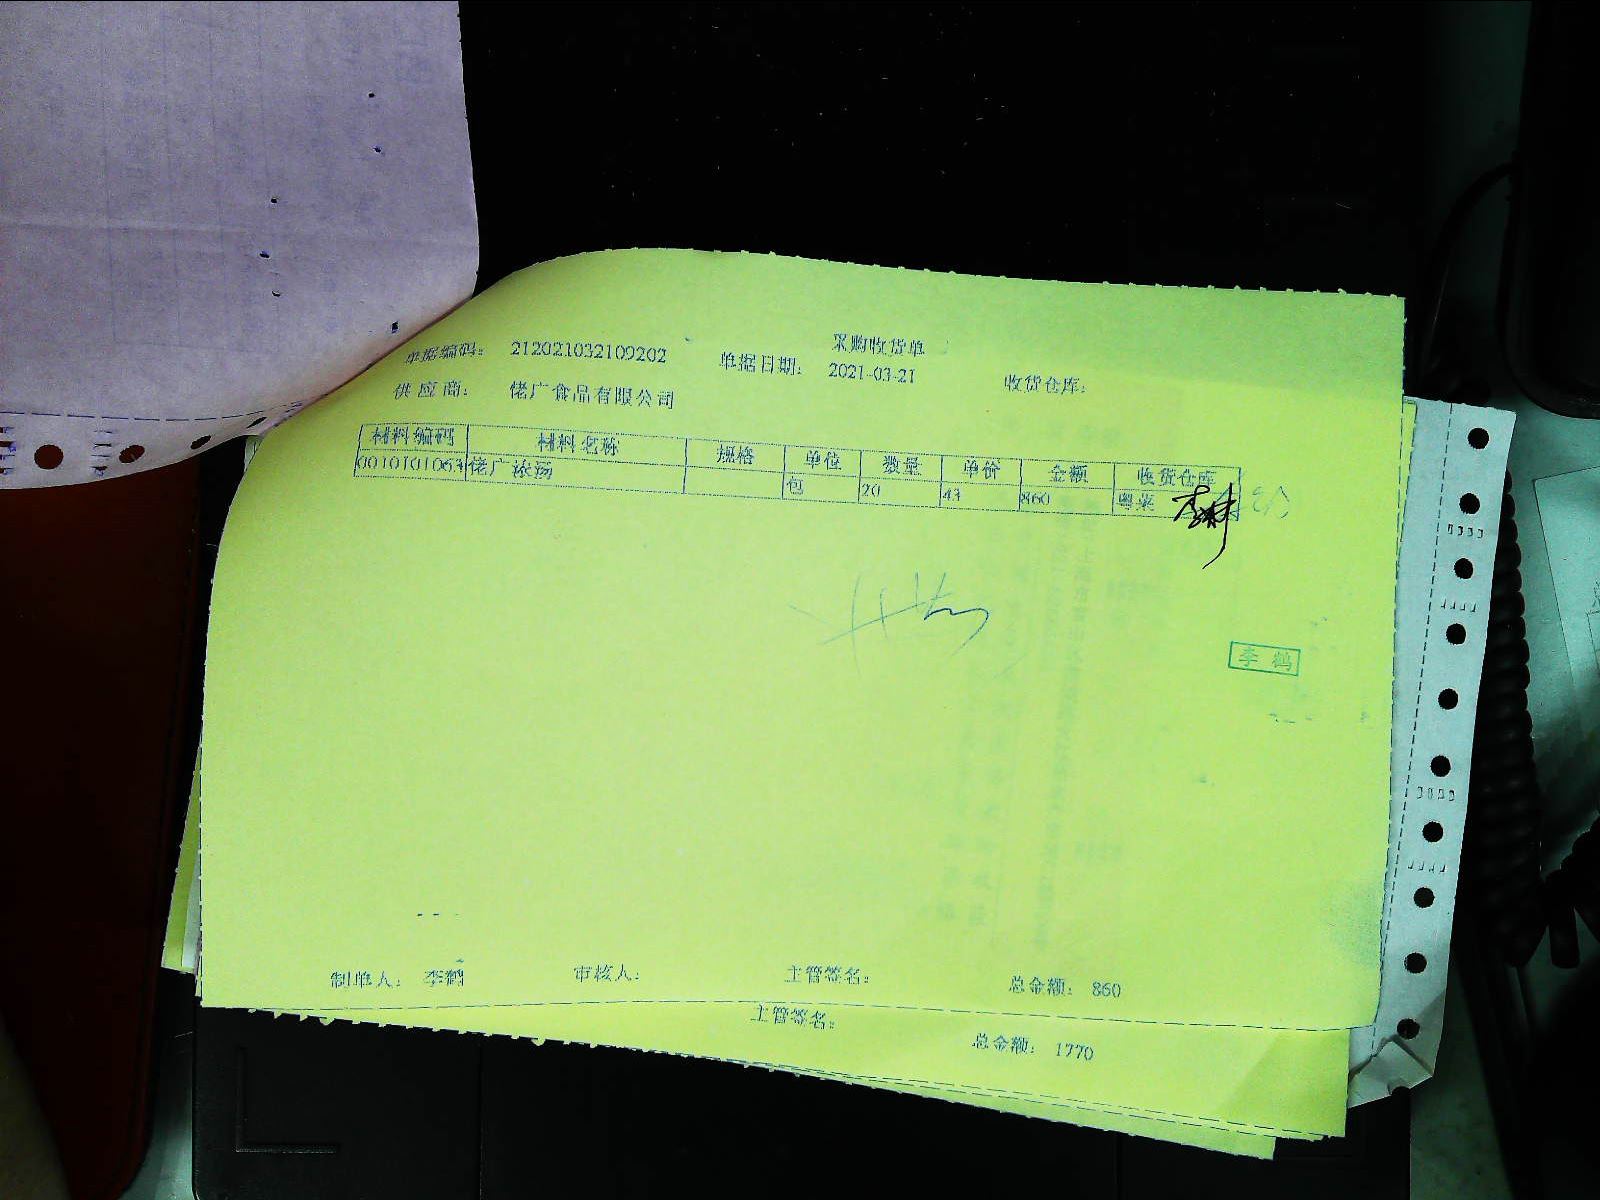 采购收货单
单据编码: 212021032109202 单据日期: 2021-03-21 收货仓库:
供应商: 佬广食品有限公司
材料编码 材料名称 规格 单位 数量 单价 金额 收货仓库
0010101063 佬广浓汤 包 20 43 860 粤菜
李鹤
制单人: 李鹤 审核人: 主管签名: 总金额: 860
主管签名: 总金额: 1770